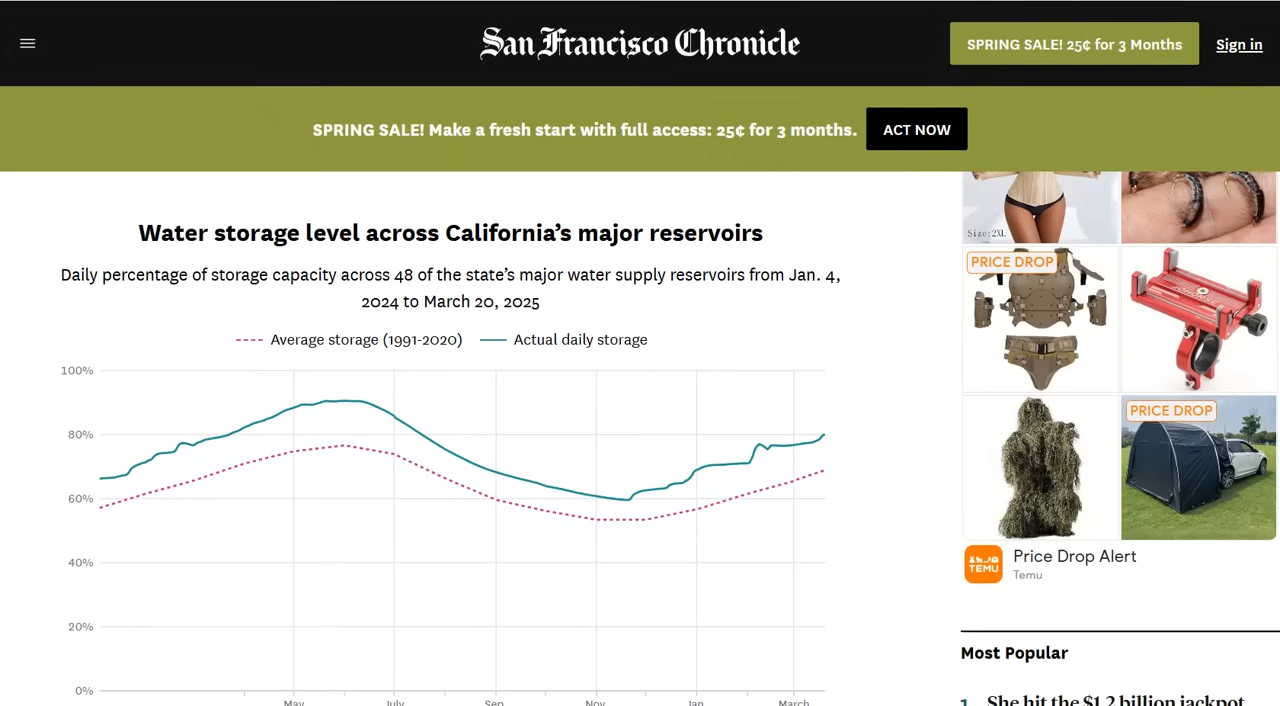 San Francisco Chronicle
SPRING SALE! 25¢ for 3 Months
Sign in
SPRING SALE! Make a fresh start with full access: 25¢ for 3 months.
ACT NOW
Water storage level across California’s major reservoirs
Daily percentage of storage capacity across 48 of the state’s major water supply reservoirs from Jan. 4,
2024 to March 20, 2025
Average storage (1991-2020)
Actual daily storage
100%
80%
60%
40%
20%
0%
May
July
Sep
Nov
Jan
March
Size:2XL
PRICE DROP
PRICE DROP
TEMU
Price Drop Alert
Temu
Most Popular
1 She hit the $1.2 billion jackpot